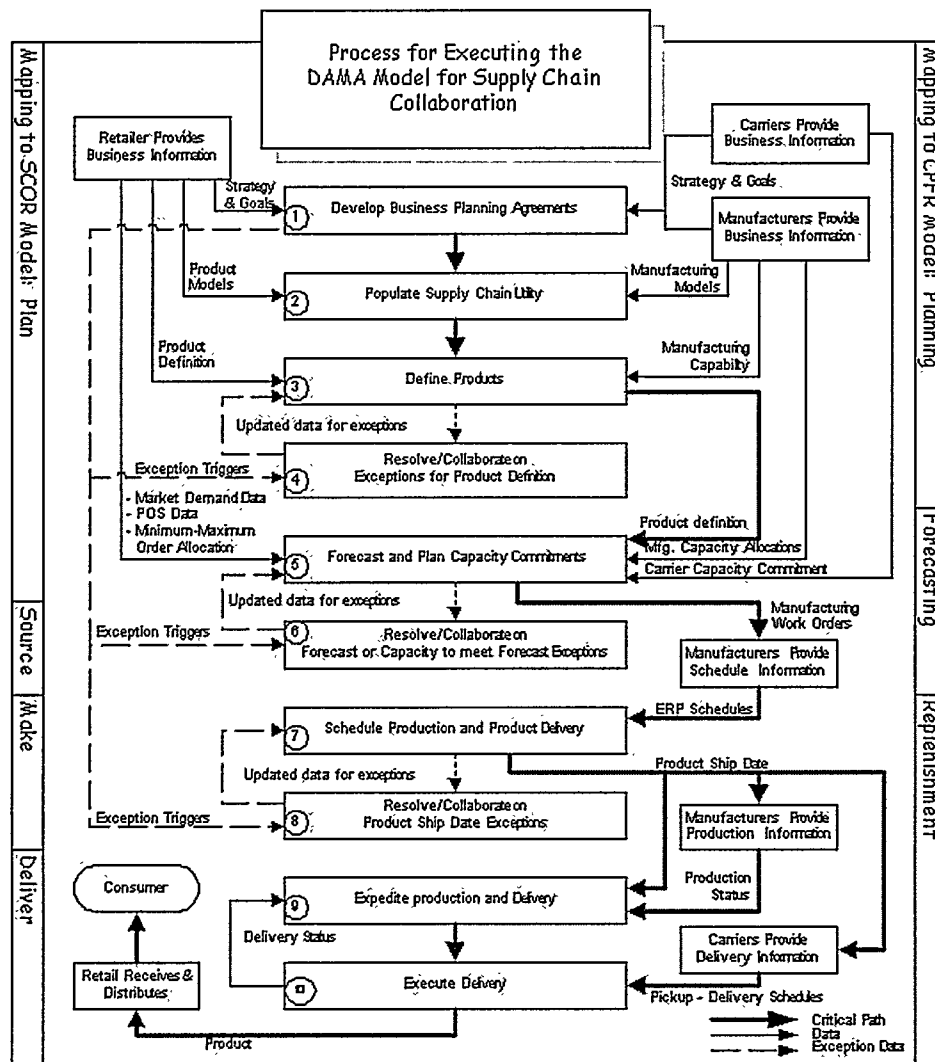 Process for Executing the
DAMA Model for Supply Chain
Collaboration
Mapping to SCOR Model: Plan
Mapping to CPFR Model: Planning
Retailer Provides
Business Information
Carriers Provide
Business Information
Strategy
& Goals
Strategy & Goals
1
Develop Business Planning Agreements
Manufacturers Provide
Business Information
Product
Models
2
Populate Supply Chain Utility
Manufacturing
Models
Product
Definition
3
Define Products
Manufacturing
Capability
Updated data for exceptions
Exception Triggers
4
Resolve/Collaborate on
Exceptions for Product Definition
- Market Demand Data
- POS Data
- Minimum-Maximum
Order Allocation
Product definition
Forecasting
5
Forecast and Plan Capacity Commitments
Mfg. Capacity Allocations
Carrier Capacity Commitment
Updated data for exceptions
Source
Exception Triggers
6
Resolve/Collaborate on
Forecast or Capacity to meet Forecast Exceptions
Manufacturing
Work Orders
Manufacturers Provide
Schedule Information
Make
Replenishment
ERP Schedules
7
Schedule Production and Product Delivery
Updated data for exceptions
Product Ship Date
Exception Triggers
8
Resolve/Collaborate on
Product Ship Date Exceptions
Manufacturers Provide
Production Information
Deliver
Consumer
9
Expedite production and Delivery
Production
Status
Delivery Status
Carriers Provide
Delivery Information
Retail Receives &
Distributes
Execute Delivery
Pickup - Delivery Schedules
Product
Critical Path
Data
Exception Data